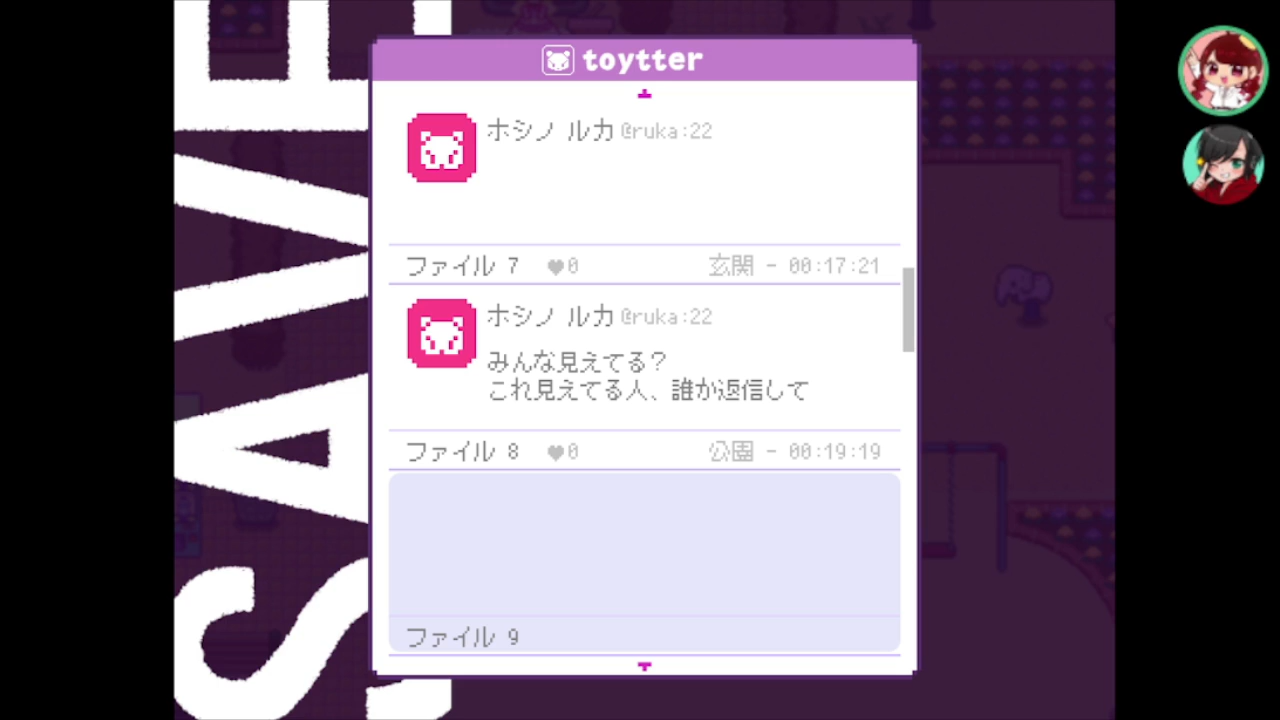 SAVE
toytter
ホシノ ルカ @ruka:22
ファイル 7 ♥0 玄関 - 00:17:21
ホシノ ルカ @ruka:22
みんな見えてる?
これ見えてる人、誰か返信して
ファイル 8 ♥0 公園 - 00:19:19
ファイル 9